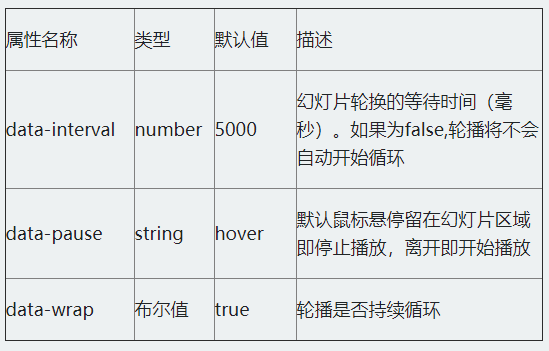 属性名称 类型 默认值 描述
data-interval number 5000 幻灯片轮换的等待时间（毫
秒）。如果为false,轮播将不会
自动开始循环
data-pause string hover 默认鼠标悬停留在幻灯片区域
即停止播放，离开即开始播放
data-wrap 布尔值 true 轮播是否持续循环